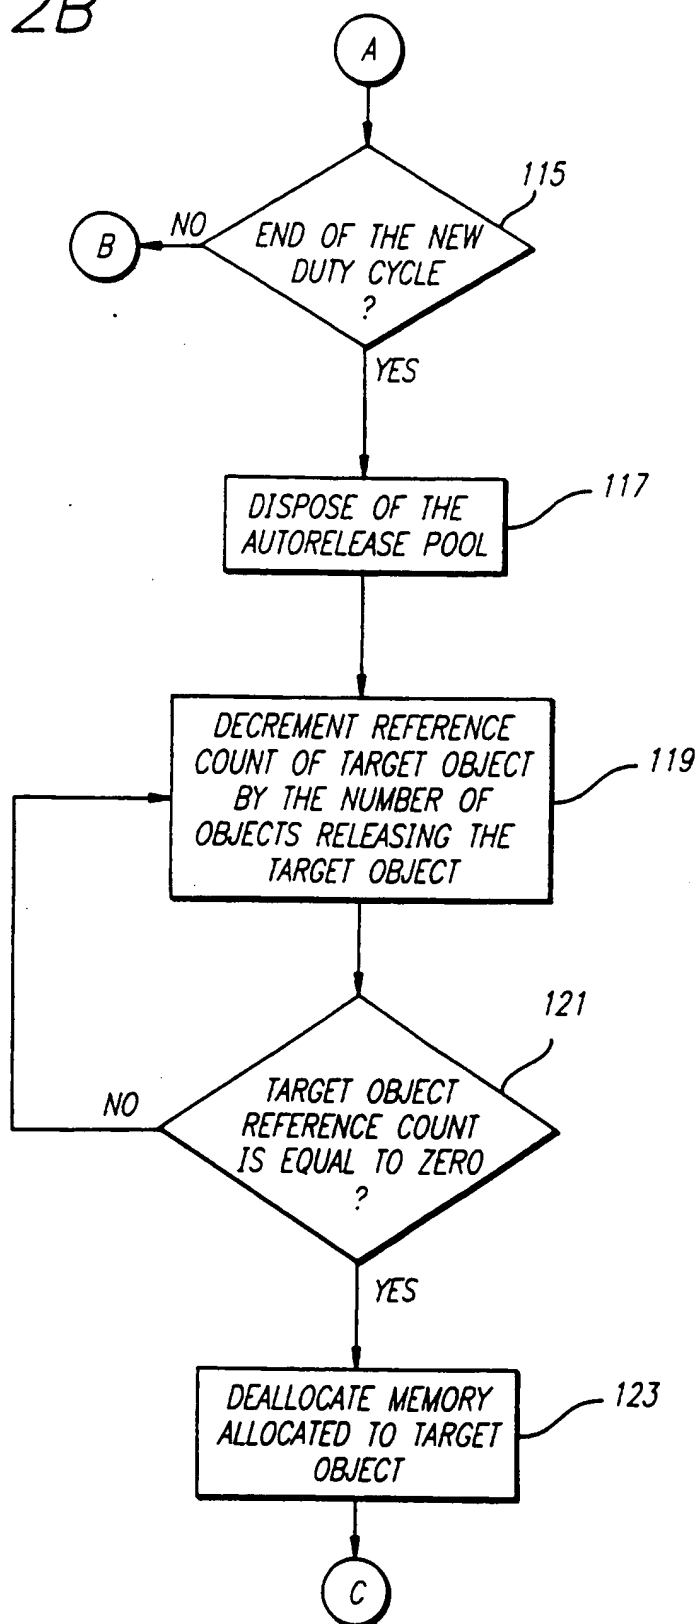 2B
A
115
NO
B
END OF THE NEW
DUTY CYCLE
?
YES
117
DISPOSE OF THE
AUTORELEASE POOL
DECREMENT REFERENCE
COUNT OF TARGET OBJECT
BY THE NUMBER OF
OBJECTS RELEASING THE
TARGET OBJECT
119
121
TARGET OBJECT
REFERENCE COUNT
IS EQUAL TO ZERO
?
NO
YES
DEALLOCATE MEMORY
ALLOCATED TO TARGET
OBJECT
123
C